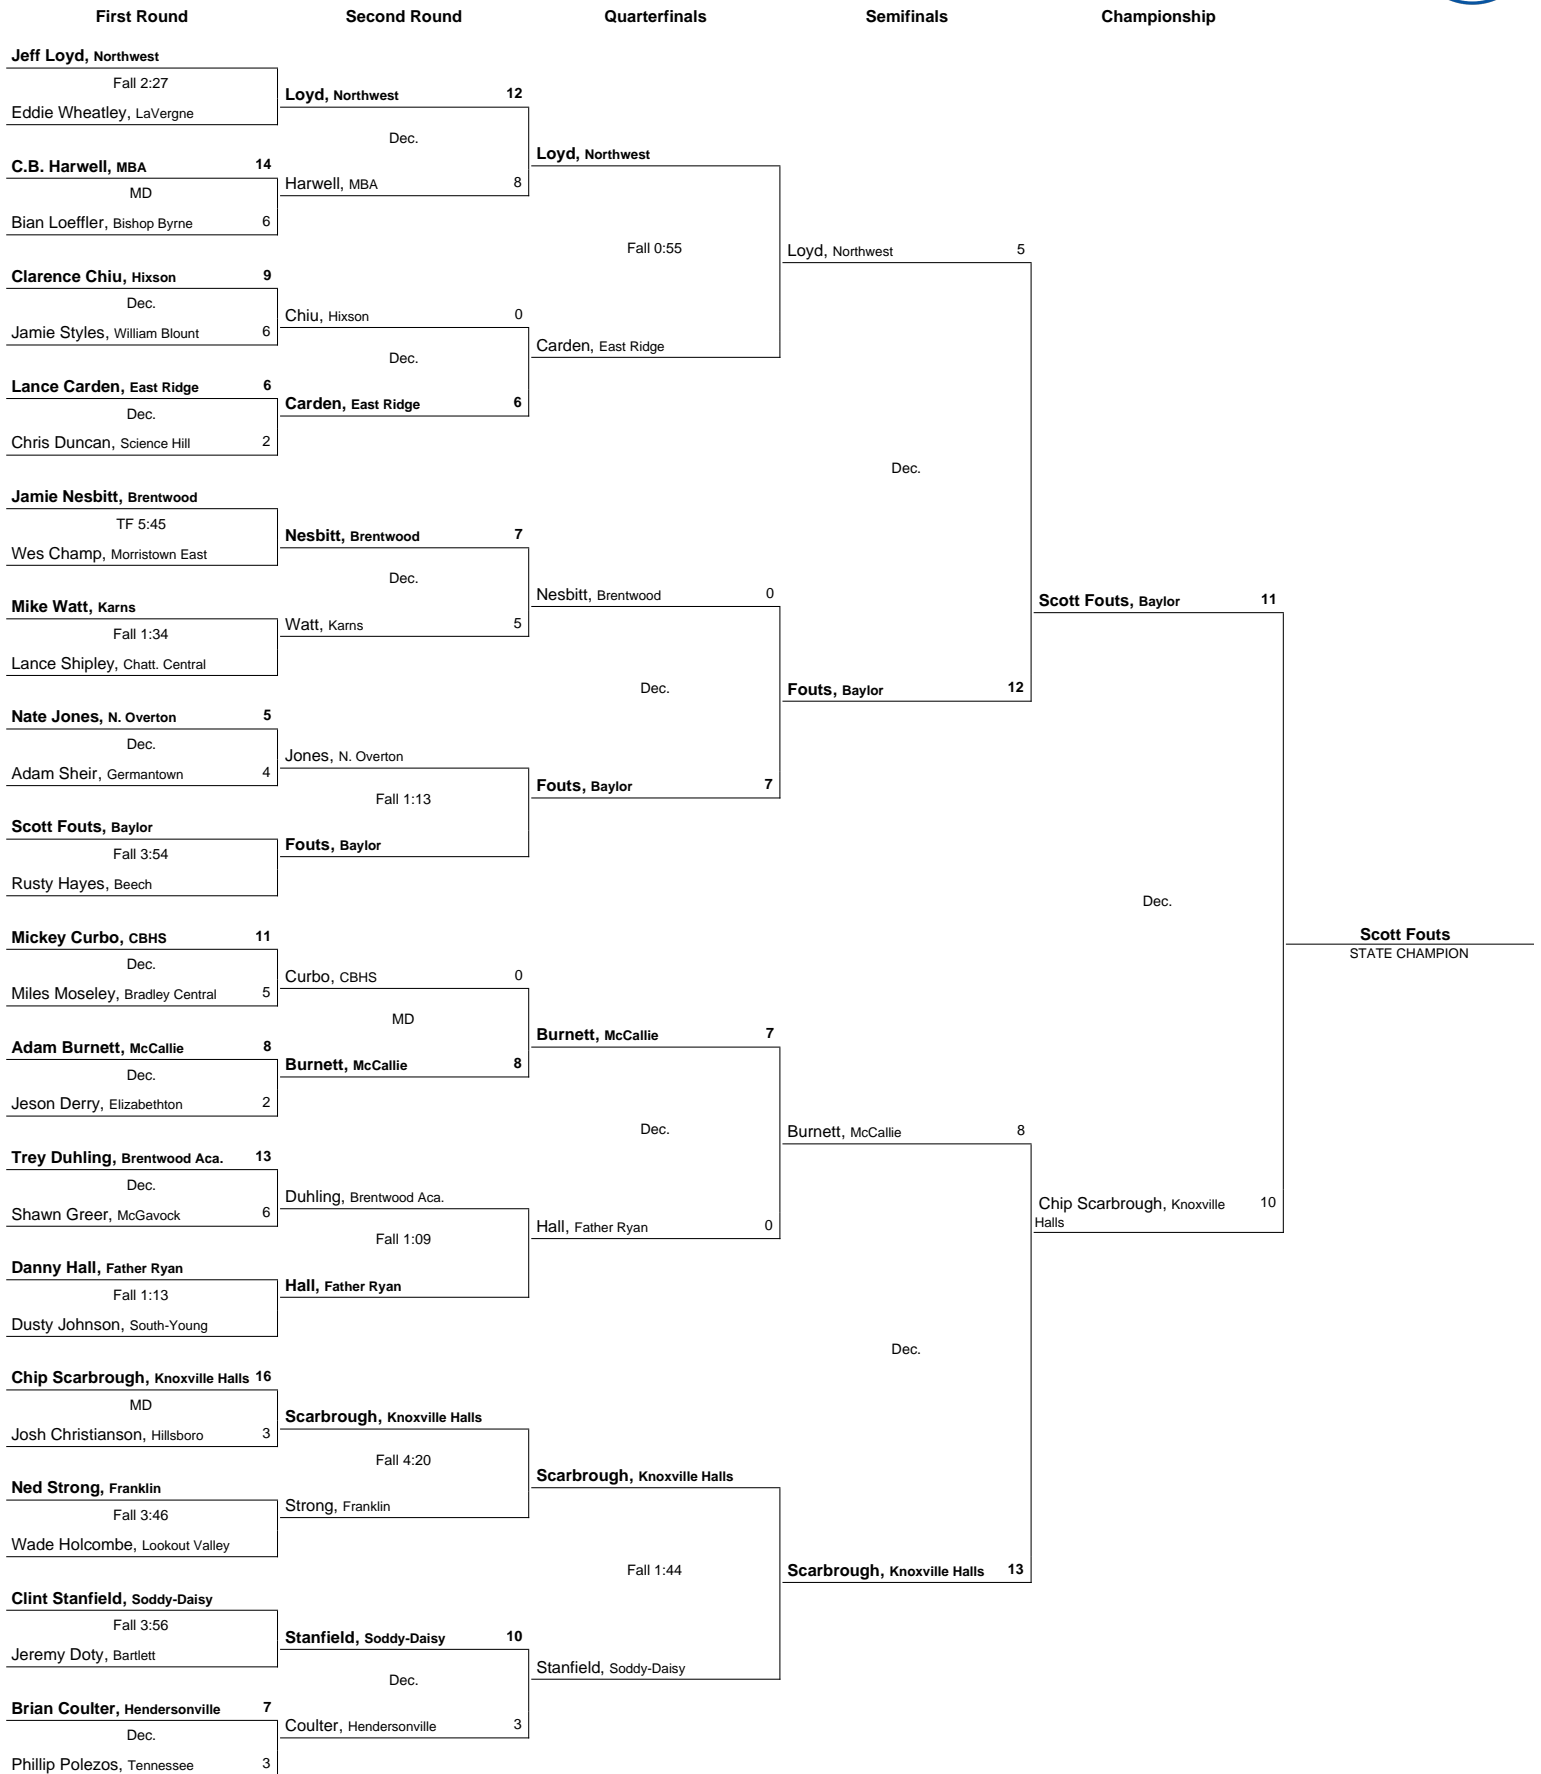 First Round
Second Round
Quarterfinals
Semifinals
Championship
Jeff Loyd, Northwest
Fall 2:27
Eddie Wheatley, LaVergne
C.B. Harwell, MBA 14
MD
Bian Loeffler, Bishop Byrne 6
Clarence Chiu, Hixson 9
Dec.
Jamie Styles, William Blount 6
Lance Carden, East Ridge 6
Dec.
Chris Duncan, Science Hill 2
Jamie Nesbitt, Brentwood
TF 5:45
Wes Champ, Morristown East
Mike Watt, Karns
Fall 1:34
Lance Shipley, Chatt. Central
Nate Jones, N. Overton 5
Dec.
Adam Sheir, Germantown 4
Scott Fouts, Baylor
Fall 3:54
Rusty Hayes, Beech
Mickey Curbo, CBHS 11
Dec.
Miles Moseley, Bradley Central 5
Adam Burnett, McCallie 8
Dec.
Jeson Derry, Elizabethton 2
Trey Duhling, Brentwood Aca. 13
Dec.
Shawn Greer, McGavock 6
Danny Hall, Father Ryan
Fall 1:13
Dusty Johnson, South-Young
Chip Scarbrough, Knoxville Halls 16
MD
Josh Christianson, Hillsboro 3
Ned Strong, Franklin
Fall 3:46
Wade Holcombe, Lookout Valley
Clint Stanfield, Soddy-Daisy
Fall 3:56
Jeremy Doty, Bartlett
Brian Coulter, Hendersonville 7
Dec.
Phillip Polezos, Tennessee 3
Loyd, Northwest 12
Dec.
Harwell, MBA 8
Chiu, Hixson 0
Dec.
Carden, East Ridge 6
Nesbitt, Brentwood 7
Dec.
Watt, Karns 5
Jones, N. Overton
Fall 1:13
Fouts, Baylor
Curbo, CBHS 0
MD
Burnett, McCallie 8
Duhling, Brentwood Aca.
Fall 1:09
Hall, Father Ryan
Scarbrough, Knoxville Halls
Fall 4:20
Strong, Franklin
Stanfield, Soddy-Daisy 10
Dec.
Coulter, Hendersonville 3
Loyd, Northwest
Fall 0:55
Carden, East Ridge
Nesbitt, Brentwood 0
Dec.
Fouts, Baylor 7
Burnett, McCallie 7
Dec.
Hall, Father Ryan 0
Scarbrough, Knoxville Halls
Fall 1:44
Stanfield, Soddy-Daisy
Loyd, Northwest 5
Dec.
Fouts, Baylor 12
Burnett, McCallie 8
Dec.
Scarbrough, Knoxville Halls 13
Scott Fouts, Baylor 11
Dec.
Chip Scarbrough, Knoxville 10
Halls
Scott Fouts
STATE CHAMPION